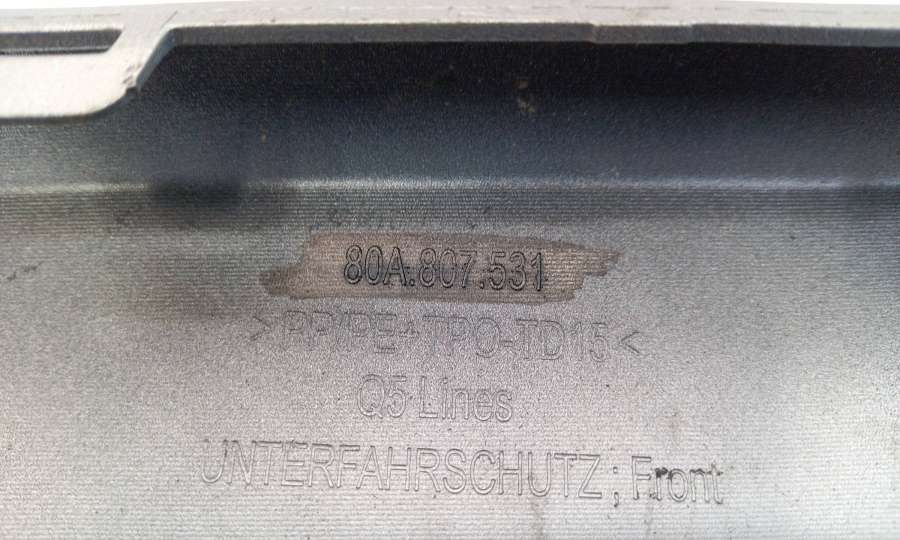 80A.807.531
>PP/PE+TPO-TD15<
Q5 Lines
UNTERFAHRSCHUTZ ; Front